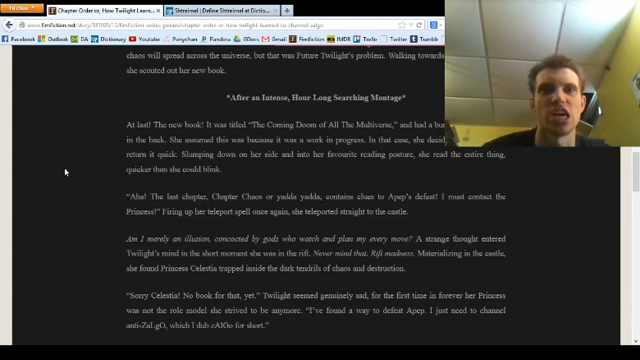 Firefox
Chapter Order or, How Twilight Learn...
Shtreimel | Define Shtreimel at Dictionary....
www.fimfiction.net/story/181895/15/
Facebook Outlook DA Dictionary YouTube Pandora GDocs Gmail Fimfiction IMDB Trello
chaos will spread across the universe, but that was Future Twilight's problem. Walking towards
she scouted out her new book.
*After an Intense, Hour Long Searching Montage*
At last! The new book! It was titled "The Coming Doom of All The Multiverse," and had a
in the back. She assumed this was because it was a work in progress. In that case, she
return it quick. Slumping down on her side and into her favourite reading posture, she read the entire thing,
quicker than she could blink.
"Aha! The last chapter, Chapter Chaos or yadda yadda, contains clues to Apep's defeat! I must contact the
Princess!" Firing up her teleport spell once again, she teleported straight to the castle.
Am I merely an illusion, concocted by gods who watch and plan my every move? A strange thought entered
Twilight's mind in the short moment she was in the rift. Never mind that. Rift madness. Materializing in the castle,
she found Princess Celestia trapped inside the dark tendrils of chaos and destruction.
"Sorry Celestia! No book for that, yet." Twilight seemed genuinely sad, for the first time in forever her Princess
was not the role model she strived to be anymore. "I've found a way to defeat Apep. I just need to channel
anti-ZaLgO, which I dub zAlGo for short."